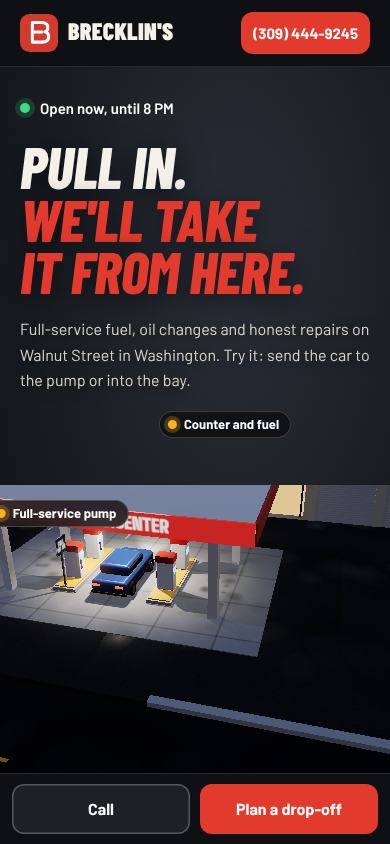 B BRECKLIN'S
(309) 444-9245
Open now, until 8 PM
PULL IN.
WE'LL TAKE
IT FROM HERE.
Full-service fuel, oil changes and honest repairs on
Walnut Street in Washington. Try it: send the car to
the pump or into the bay.
Counter and fuel
Full-service pump
ENTER
1
Call
Plan a drop-off